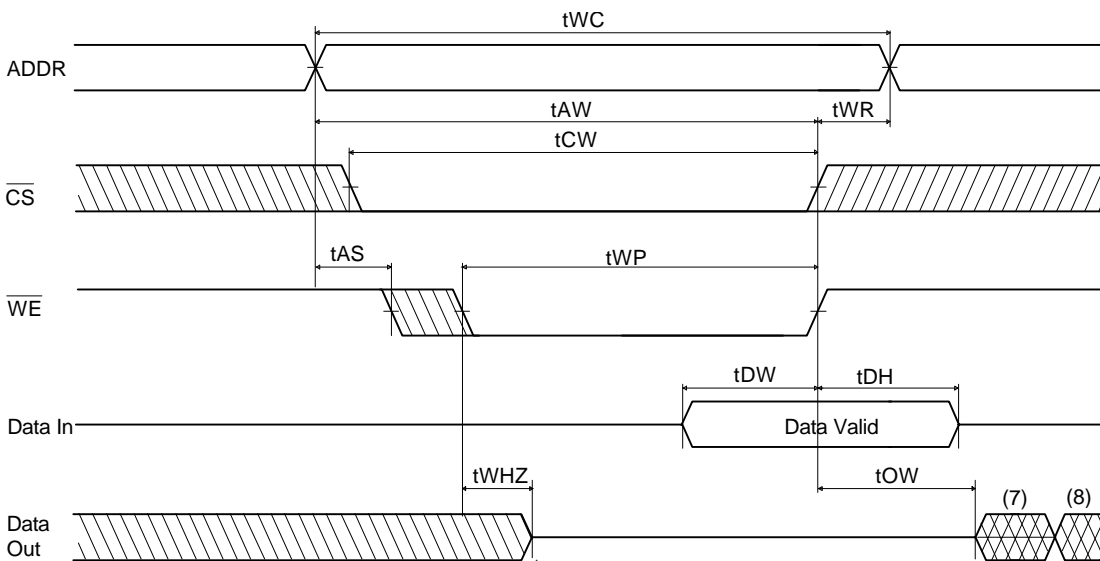 tWC
ADDR
tAW
tWR
tCW
CS
tAS
tWP
WE
tDW
tDH
Data In
Data Valid
tWHZ
tOW
(7)
(8)
Data
Out